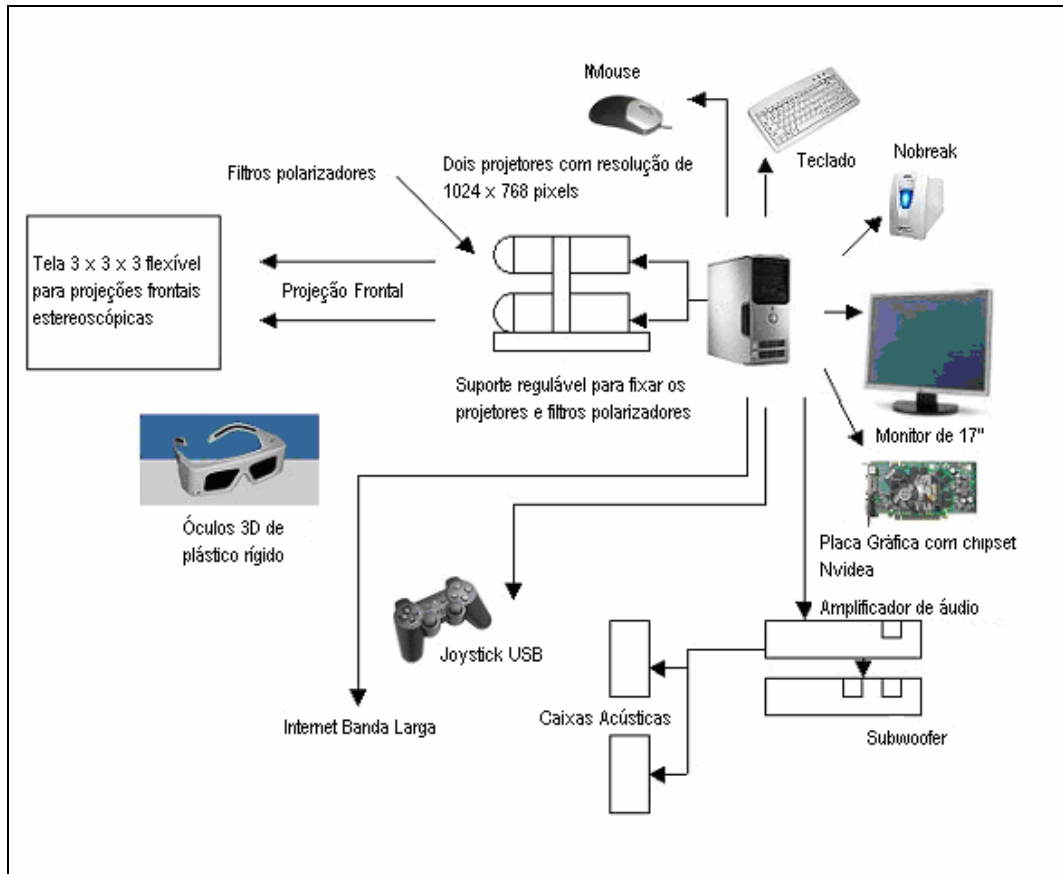 Mouse
Teclado
Nobreak
Filtros polarizadores
Dois projetores com resolução de
1024 x 768 pixels
Tela 3 x 3 x 3 flexível
para projeções frontais
estereoscópicas
Projeção Frontal
Suporte regulável para fixar os
projetores e filtros polarizadores
Monitor de 17"
Óculos 3D de
plástico rígido
Placa Gráfica com chipset
Nvidea
Amplificador de áudio
Joystick USB
Caixas Acústicas
Internet Banda Larga
Subwoofer